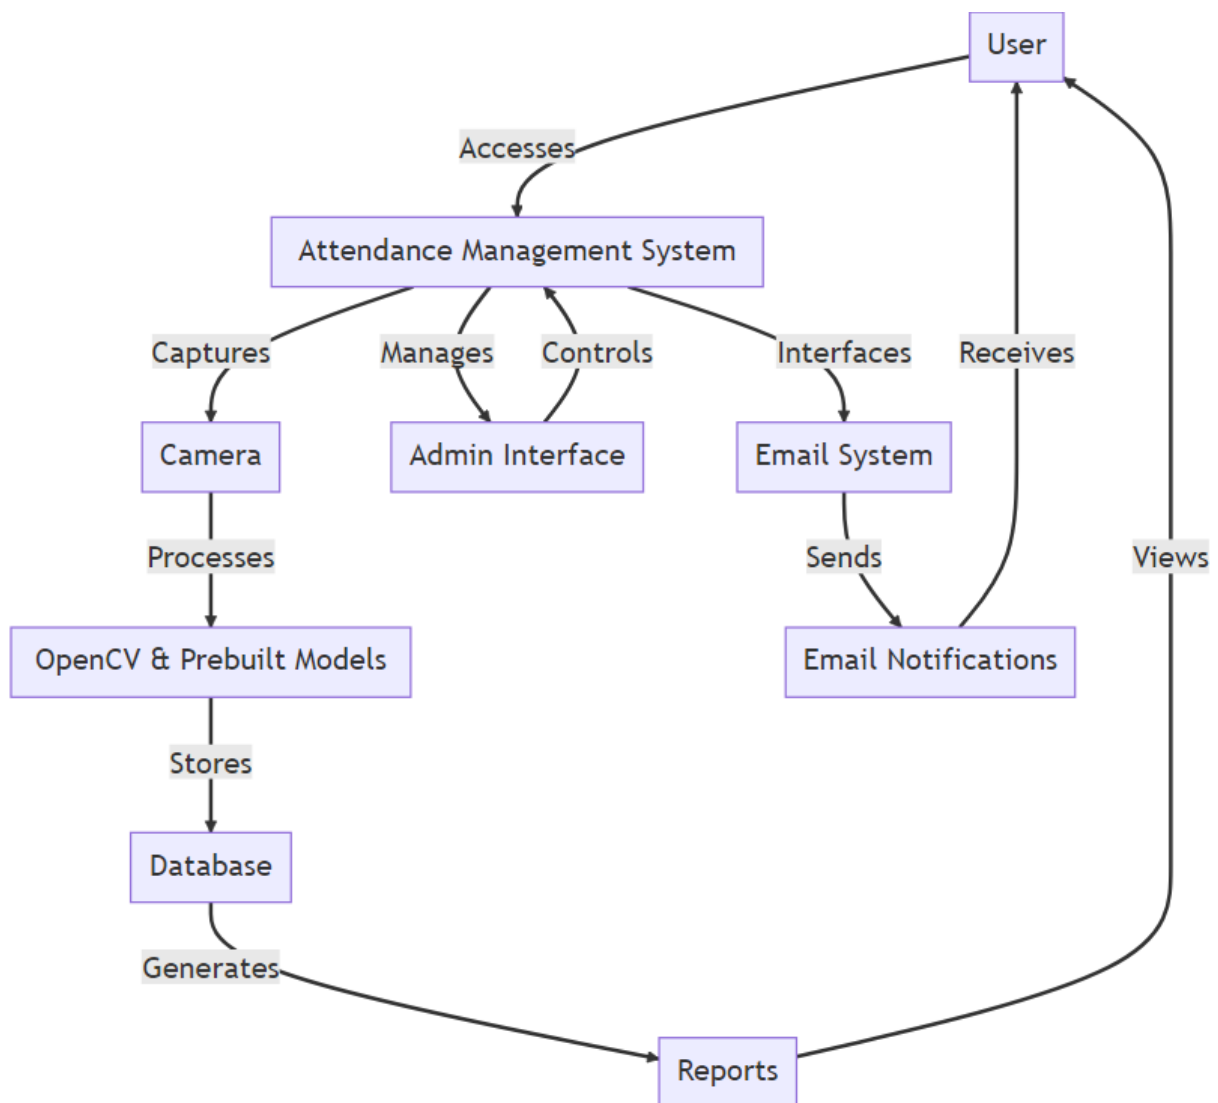 User
Accesses
Attendance Management System
Captures
Manages
Controls
Interfaces
Receives
Camera
Admin Interface
Email System
Processes
Sends
Views
OpenCV & Prebuilt Models
Email Notifications
Stores
Database
Generates
Reports